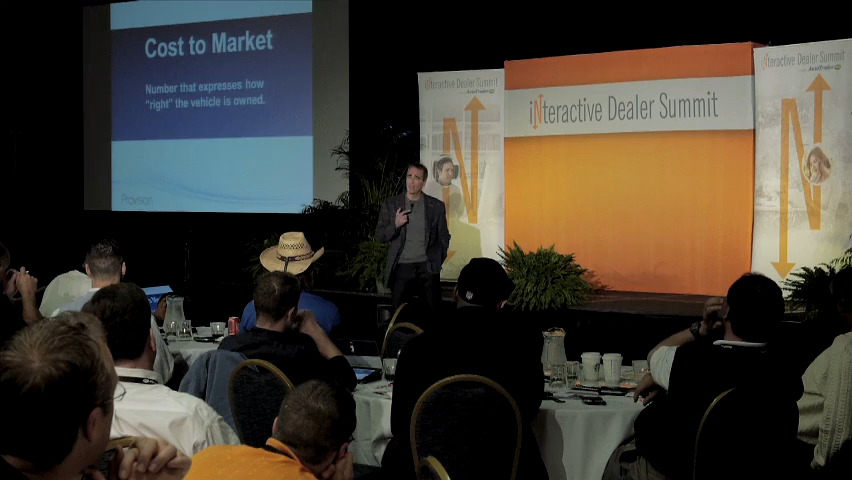 Cost to Market
Number that expresses how
"right" the vehicle is owned.
Provision
iNteractive Dealer Summit
iNteractive Dealer Summit
iNteractive Dealer Summit
AutoTrader